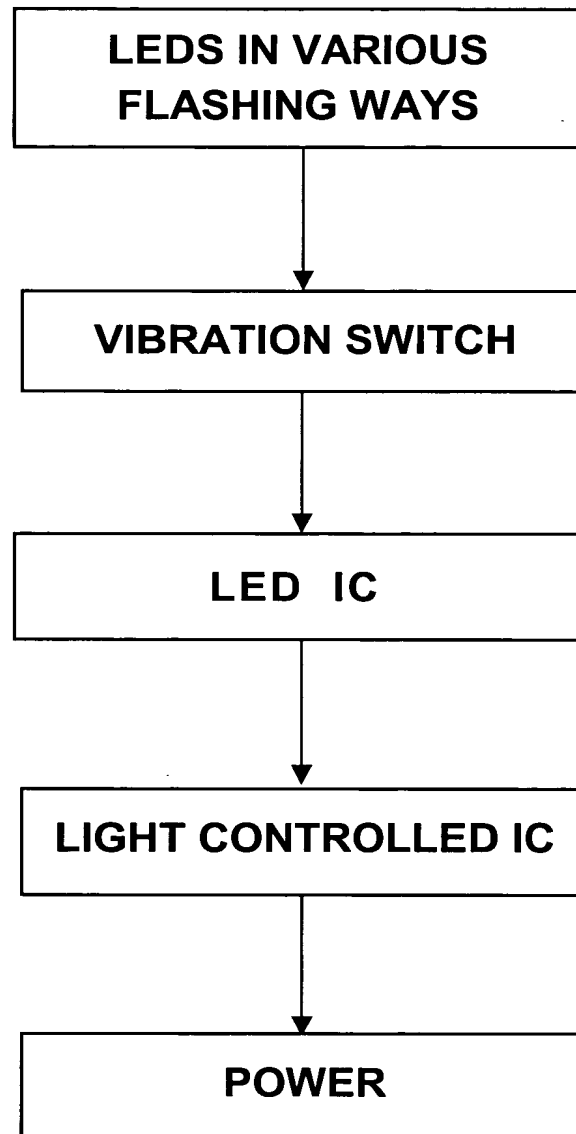 LEDS IN VARIOUS
FLASHING WAYS
VIBRATION SWITCH
LED IC
LIGHT CONTROLLED IC
POWER